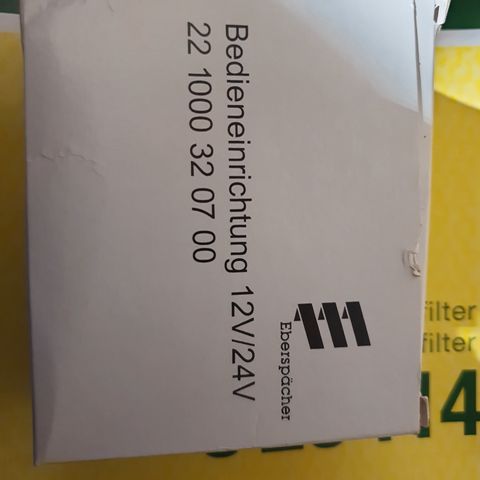 Bedieneinrichtung 12V/24V
22 1000 32 07 00
Eberspächer
filter
filter